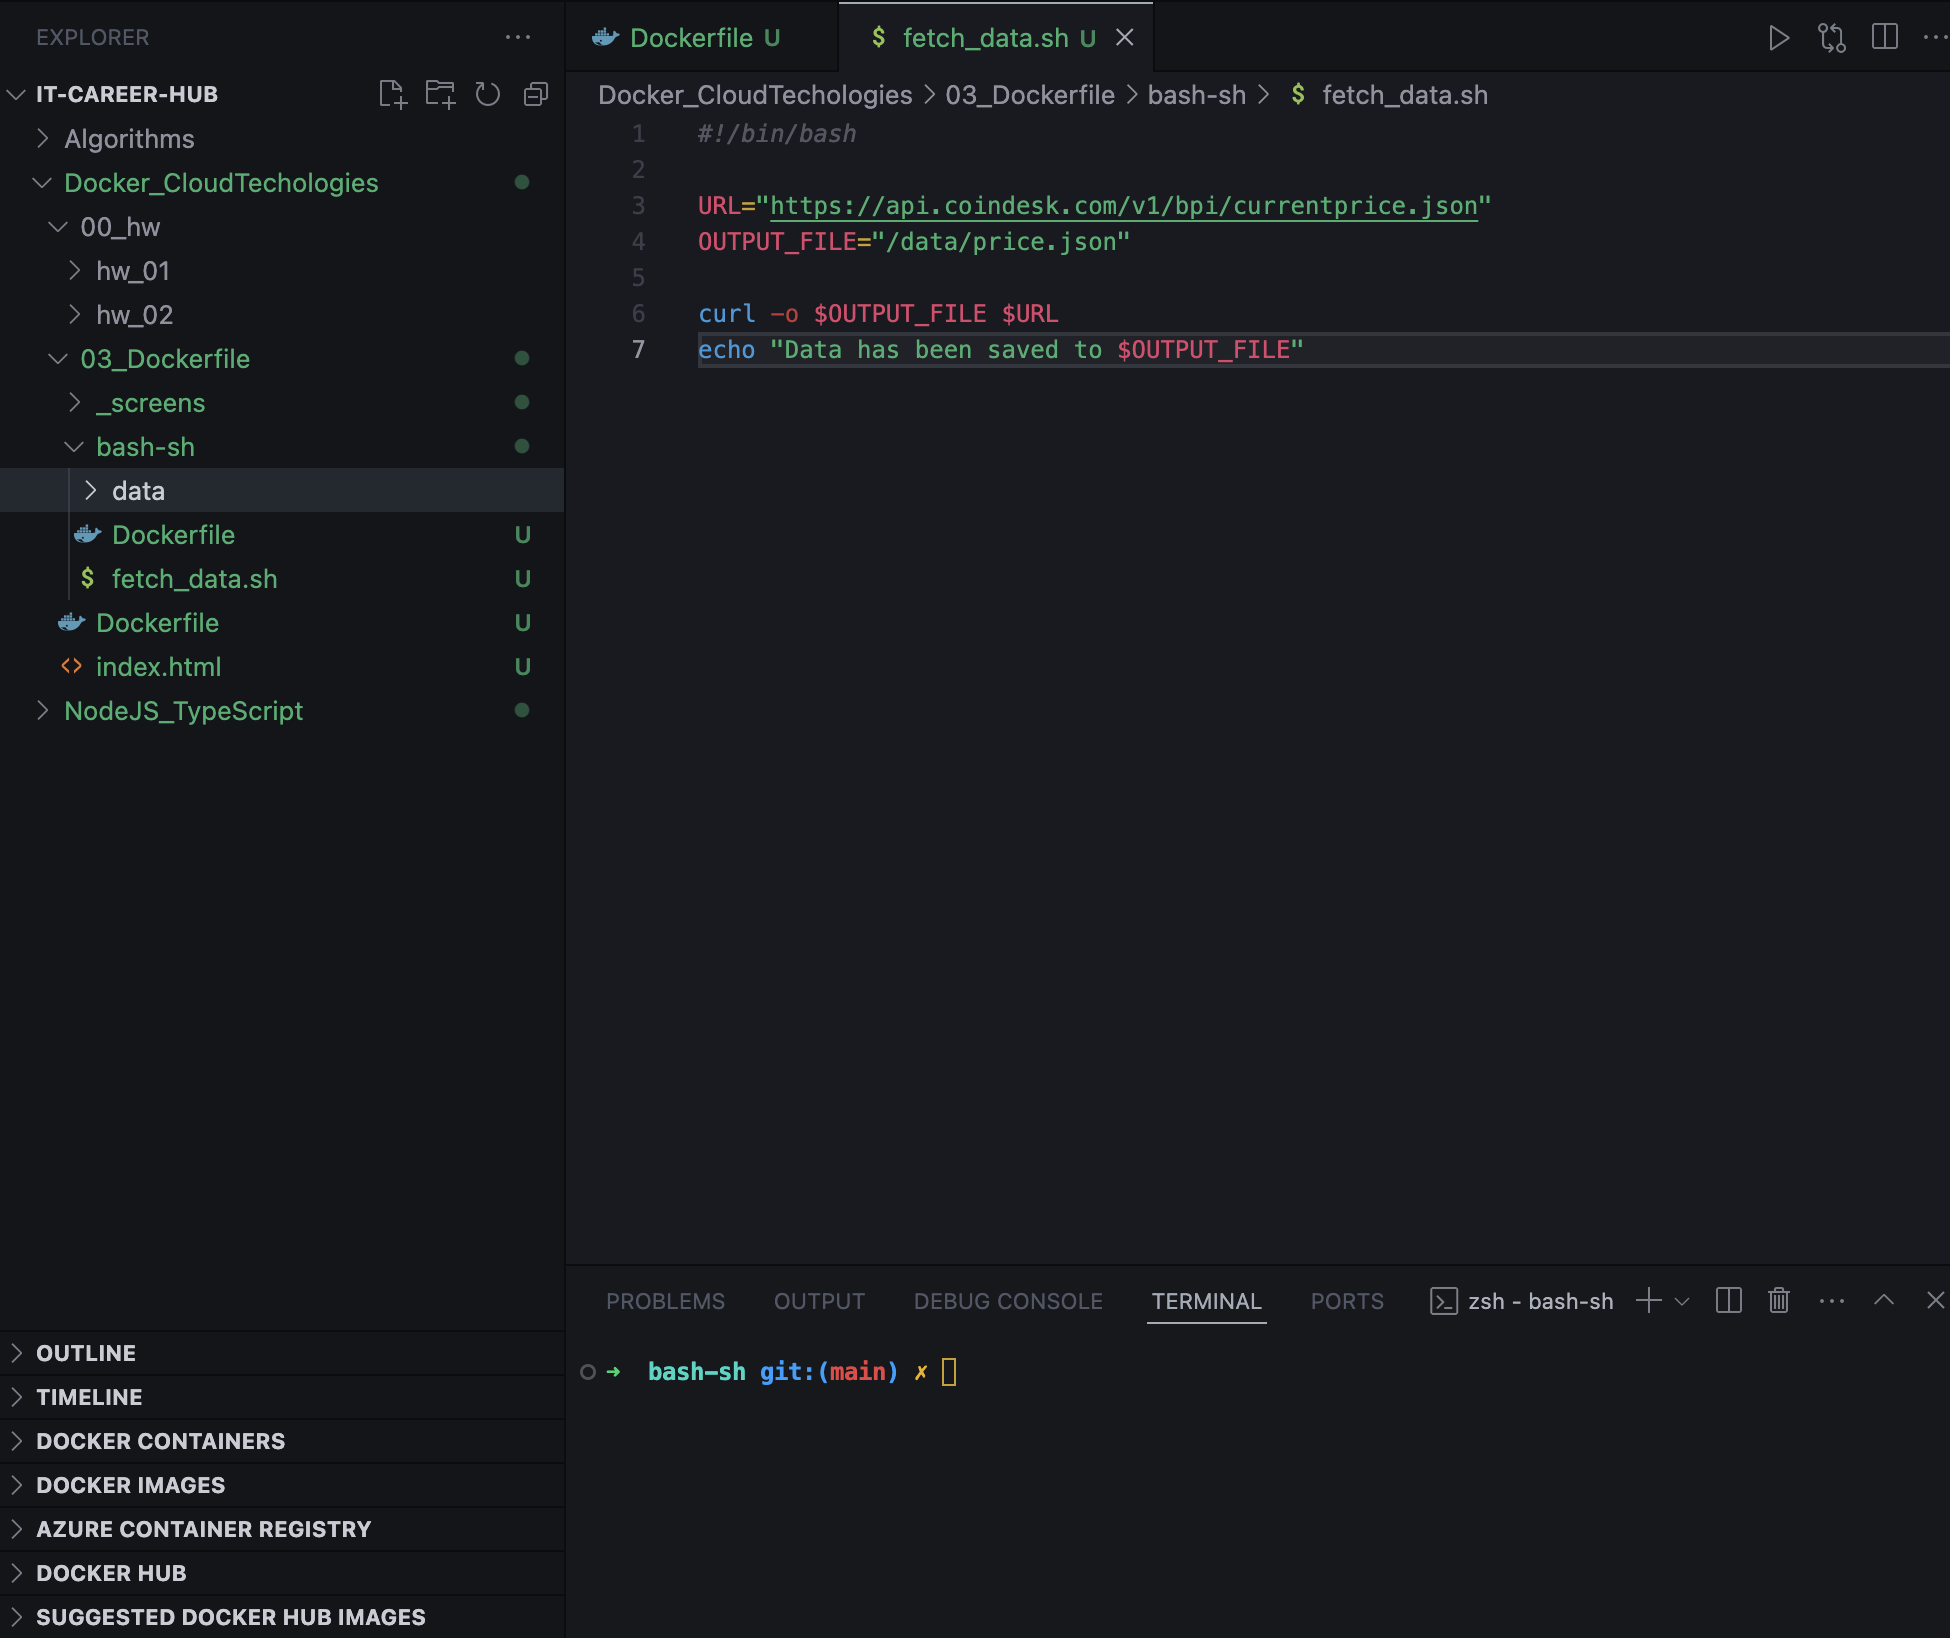 EXPLORER
IT-CAREER-HUB
Algorithms
Docker_CloudTechologies
00_hw
hw_01
hw_02
03_Dockerfile
_screens
bash-sh
data
Dockerfile U
fetch_data.sh U
Dockerfile U
index.html U
NodeJS_TypeScript
OUTLINE
TIMELINE
DOCKER CONTAINERS
DOCKER IMAGES
AZURE CONTAINER REGISTRY
DOCKER HUB
SUGGESTED DOCKER HUB IMAGES
Dockerfile U
$ fetch_data.sh U
Docker_CloudTechologies > 03_Dockerfile > bash-sh > $ fetch_data.sh
1 #!/bin/bash
2
3 URL="https://api.coindesk.com/v1/bpi/currentprice.json"
4 OUTPUT_FILE="/data/price.json"
5
6 curl -o $OUTPUT_FILE $URL
7 echo "Data has been saved to $OUTPUT_FILE"
PROBLEMS OUTPUT DEBUG CONSOLE TERMINAL PORTS zsh - bash-sh
➜ bash-sh git:(main) ✗